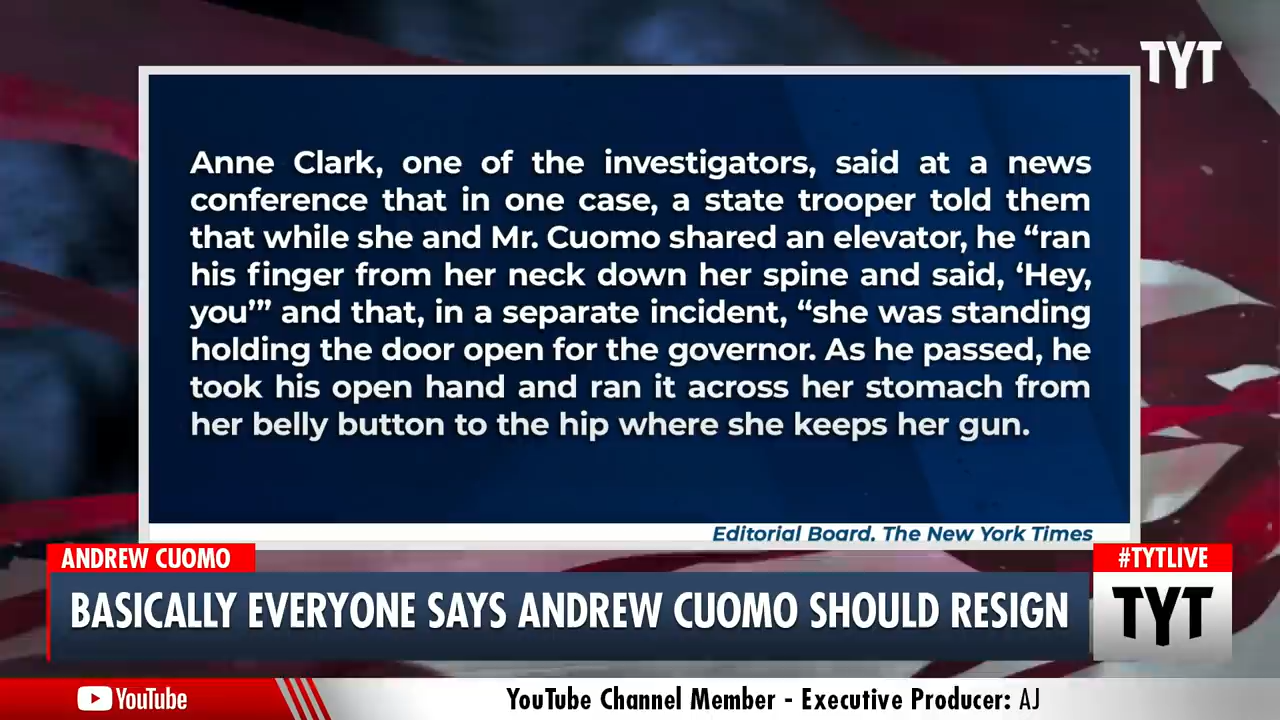 TYT
Anne Clark, one of the investigators, said at a news
conference that in one case, a state trooper told them
that while she and Mr. Cuomo shared an elevator, he “ran
his finger from her neck down her spine and said, ‘Hey,
you’” and that, in a separate incident, “she was standing
holding the door open for the governor. As he passed, he
took his open hand and ran it across her stomach from
her belly button to the hip where she keeps her gun.
Editorial Board, The New York Times
ANDREW CUOMO
#TYTLIVE
BASICALLY EVERYONE SAYS ANDREW CUOMO SHOULD RESIGN
TYT
YouTube
YouTube Channel Member - Executive Producer: AJ